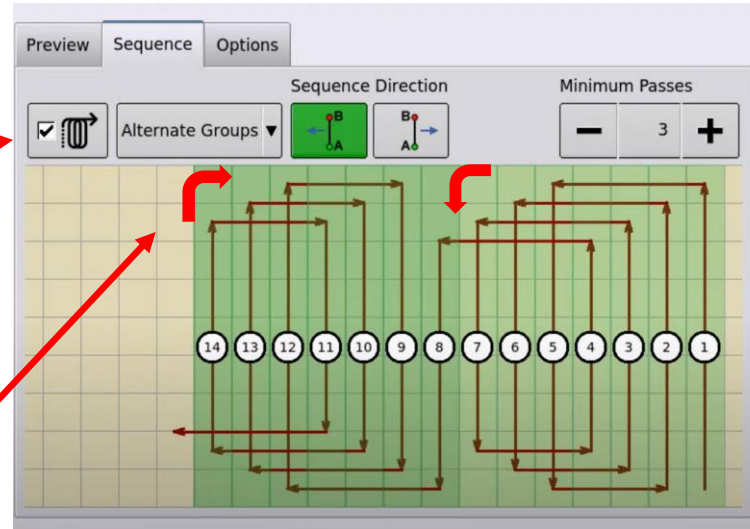 Preview Sequence Options
Sequence Direction Minimum Passes
Alternate Groups ▼ B A B A − 3 +
14 13 12 11 10 9 8 7 6 5 4 3 2 1